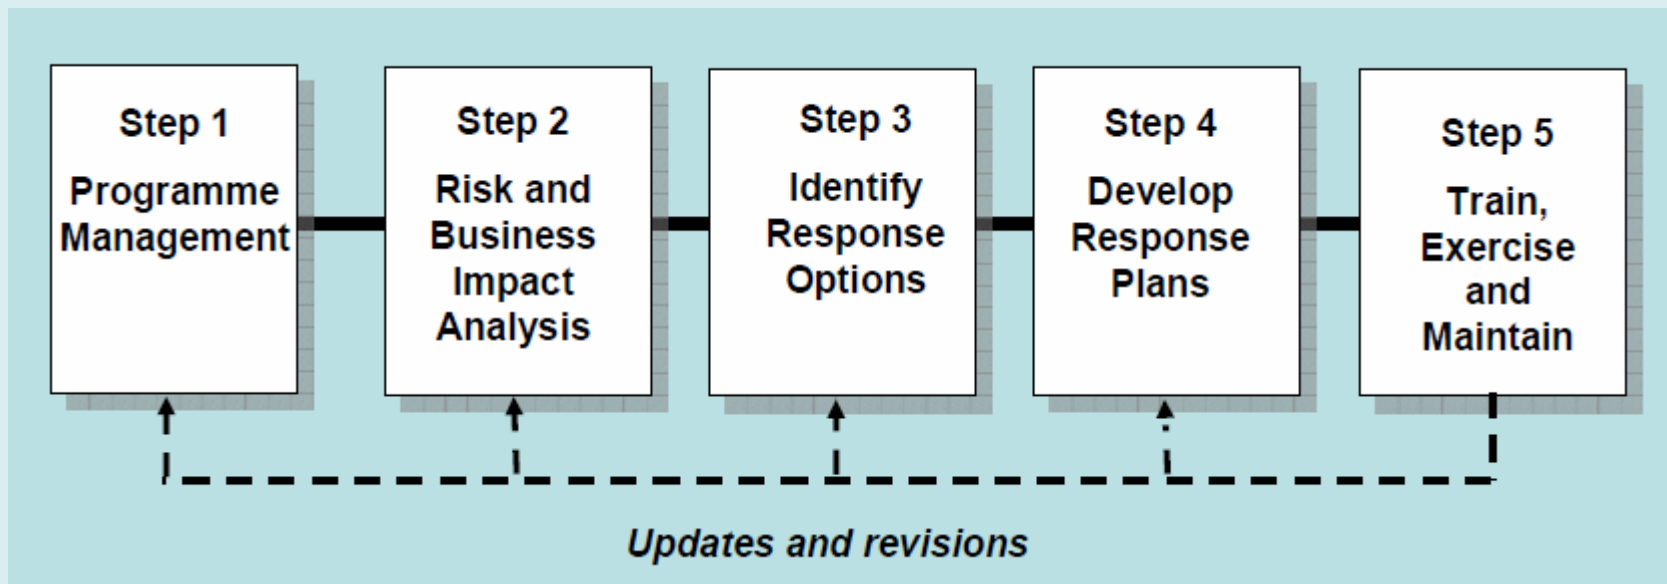 Step 1
Programme
Management
Step 2
Risk and
Business
Impact
Analysis
Step 3
Identify
Response
Options
Step 4
Develop
Response
Plans
Step 5
Train,
Exercise
and
Maintain
Updates and revisions